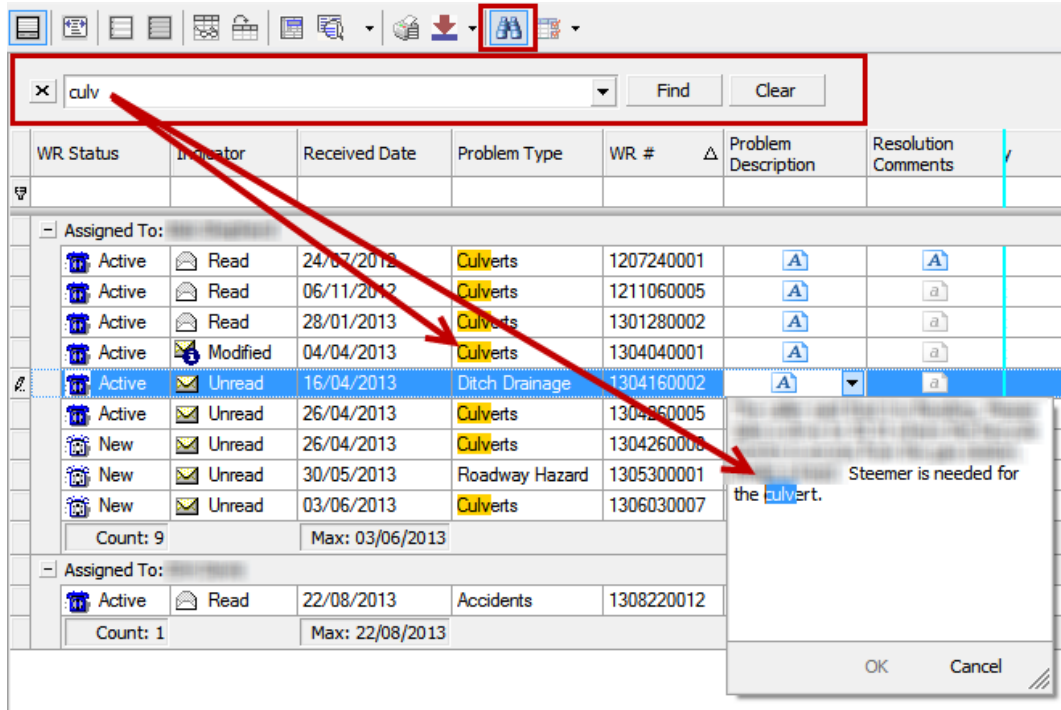 culv Find Clear
WR Status Indicator Received Date Problem Type WR # Problem Description Resolution Comments
Assigned To:
Active Read 24/07/2012 Culverts 1207240001 A A
Active Read 06/11/2012 Culverts 1211060005 A a
Active Read 28/01/2013 Culverts 1301280002 A a
Active Modified 04/04/2013 Culverts 1304040001 A a
Active Unread 16/04/2013 Ditch Drainage 1304160002 A a
Active Unread 26/04/2013 Culverts 1304260005
New Unread 26/04/2013 Culverts
New Unread 30/05/2013 Roadway Hazard 1305300001
New Unread 03/06/2013 Culverts 1306030007
Steemer is needed for
the culvert.
Count: 9 Max: 03/06/2013
Assigned To:
Active Read 22/08/2013 Accidents 1308220012
Count: 1 Max: 22/08/2013
OK Cancel